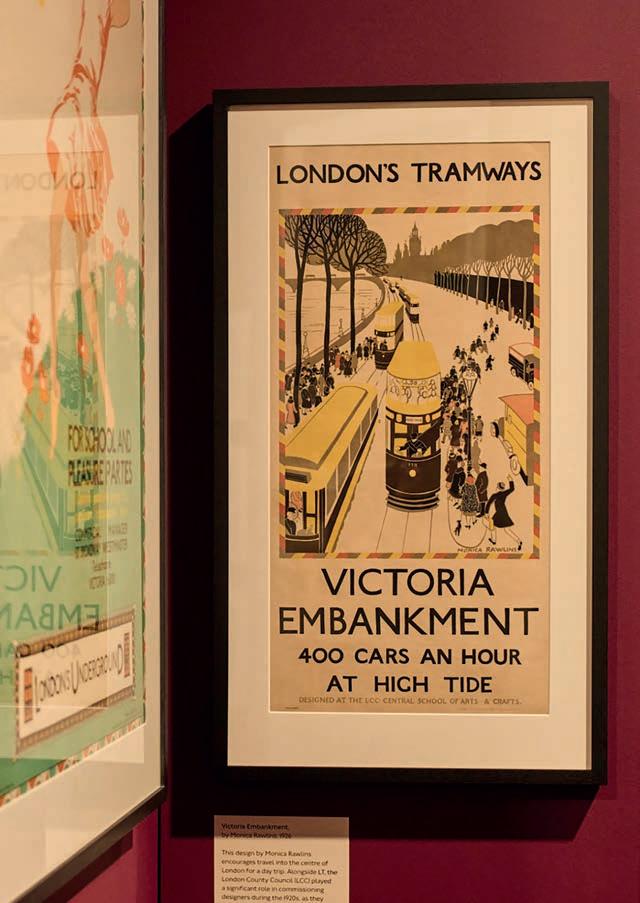 LONDON'S TRAMWAYS
MONICA RAWLINS
VICTORIA
EMBANKMENT
400 CARS AN HOUR
AT HIGH TIDE
DESIGNED AT THE LCC CENTRAL SCHOOL OF ARTS & CRAFTS.
FOR SCHOOL AND
PLEASURE PARTIES
COMMERCIAL MANAGER
LONDON'S UNDERGROUND
Victoria Embankment,
by Monica Rawlins, 1926
This design by Monica Rawlins
encourages travel into the centre of
London for a day trip. Alongside LT, the
London County Council (LCC) played
a significant role in commissioning
designers during the 1920s, as they